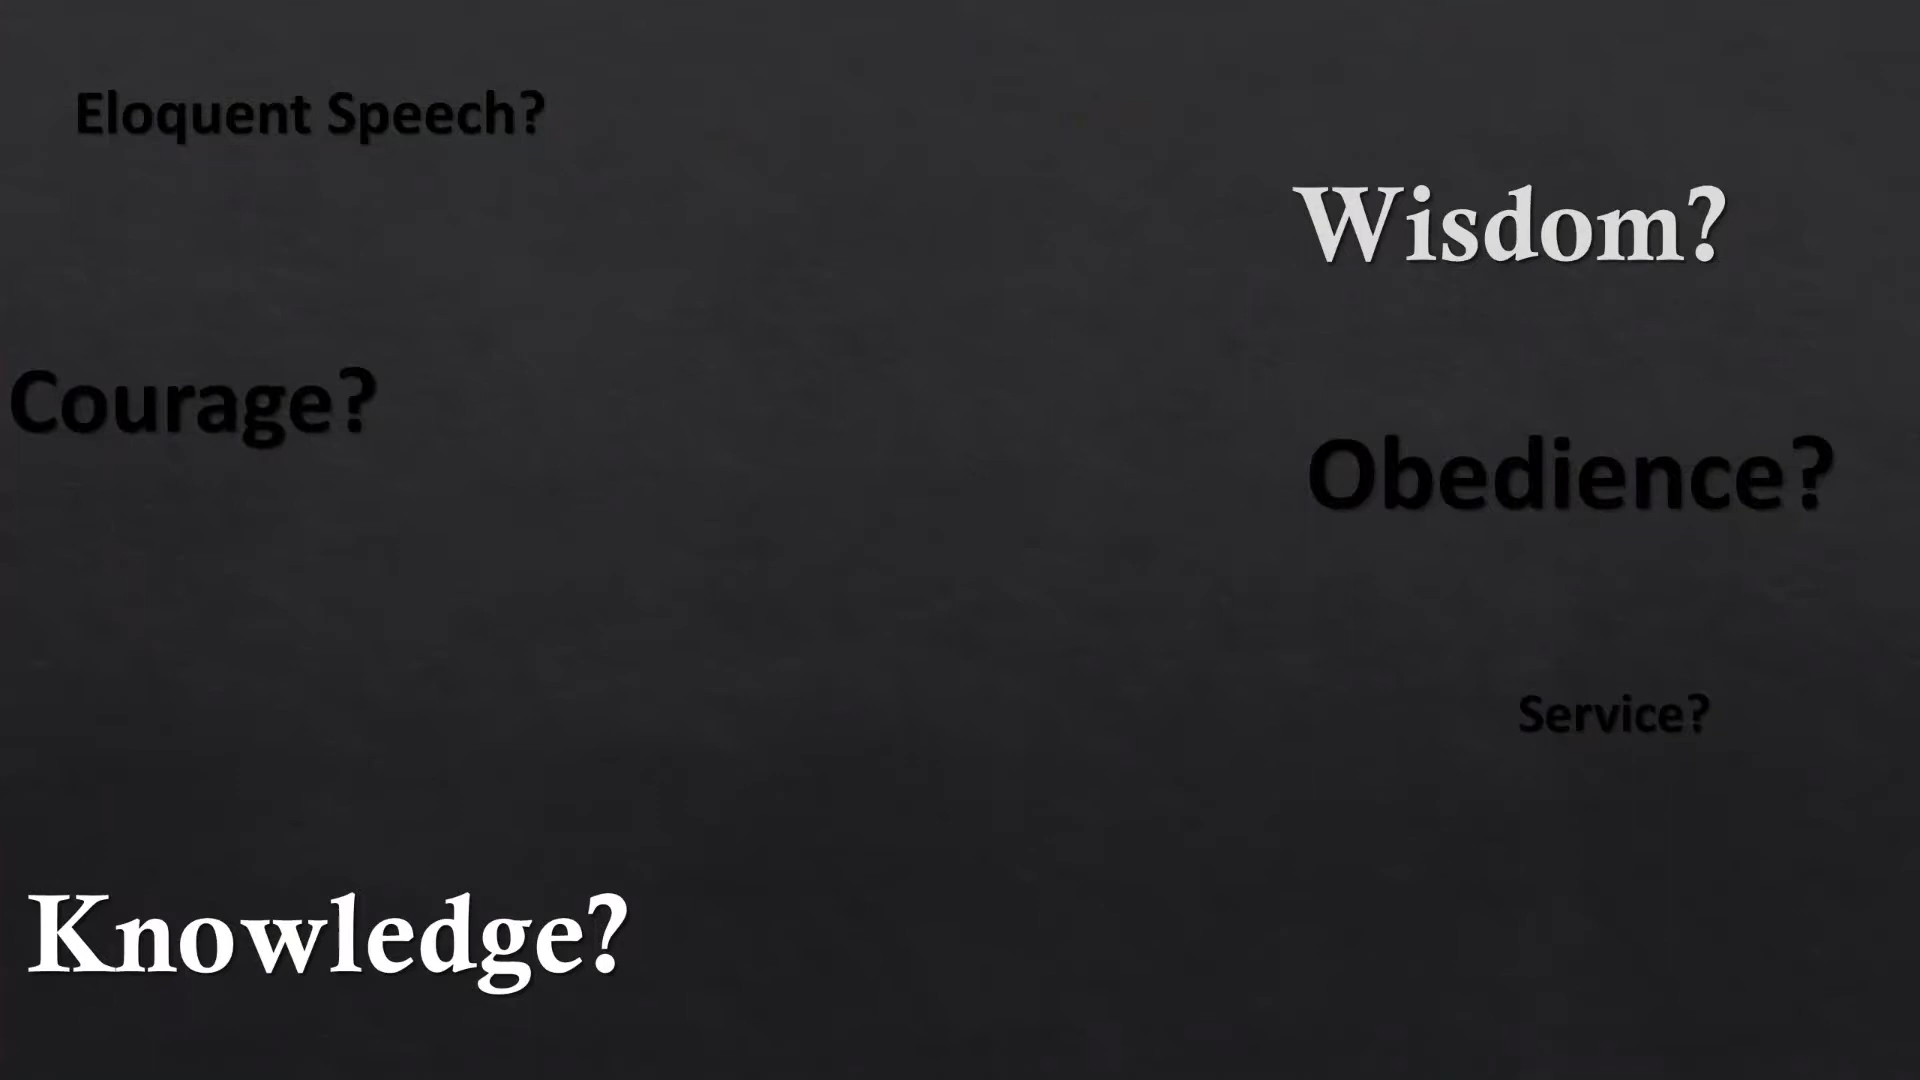 Eloquent Speech?
Wisdom?
Courage?
Obedience?
Service?
Knowledge?